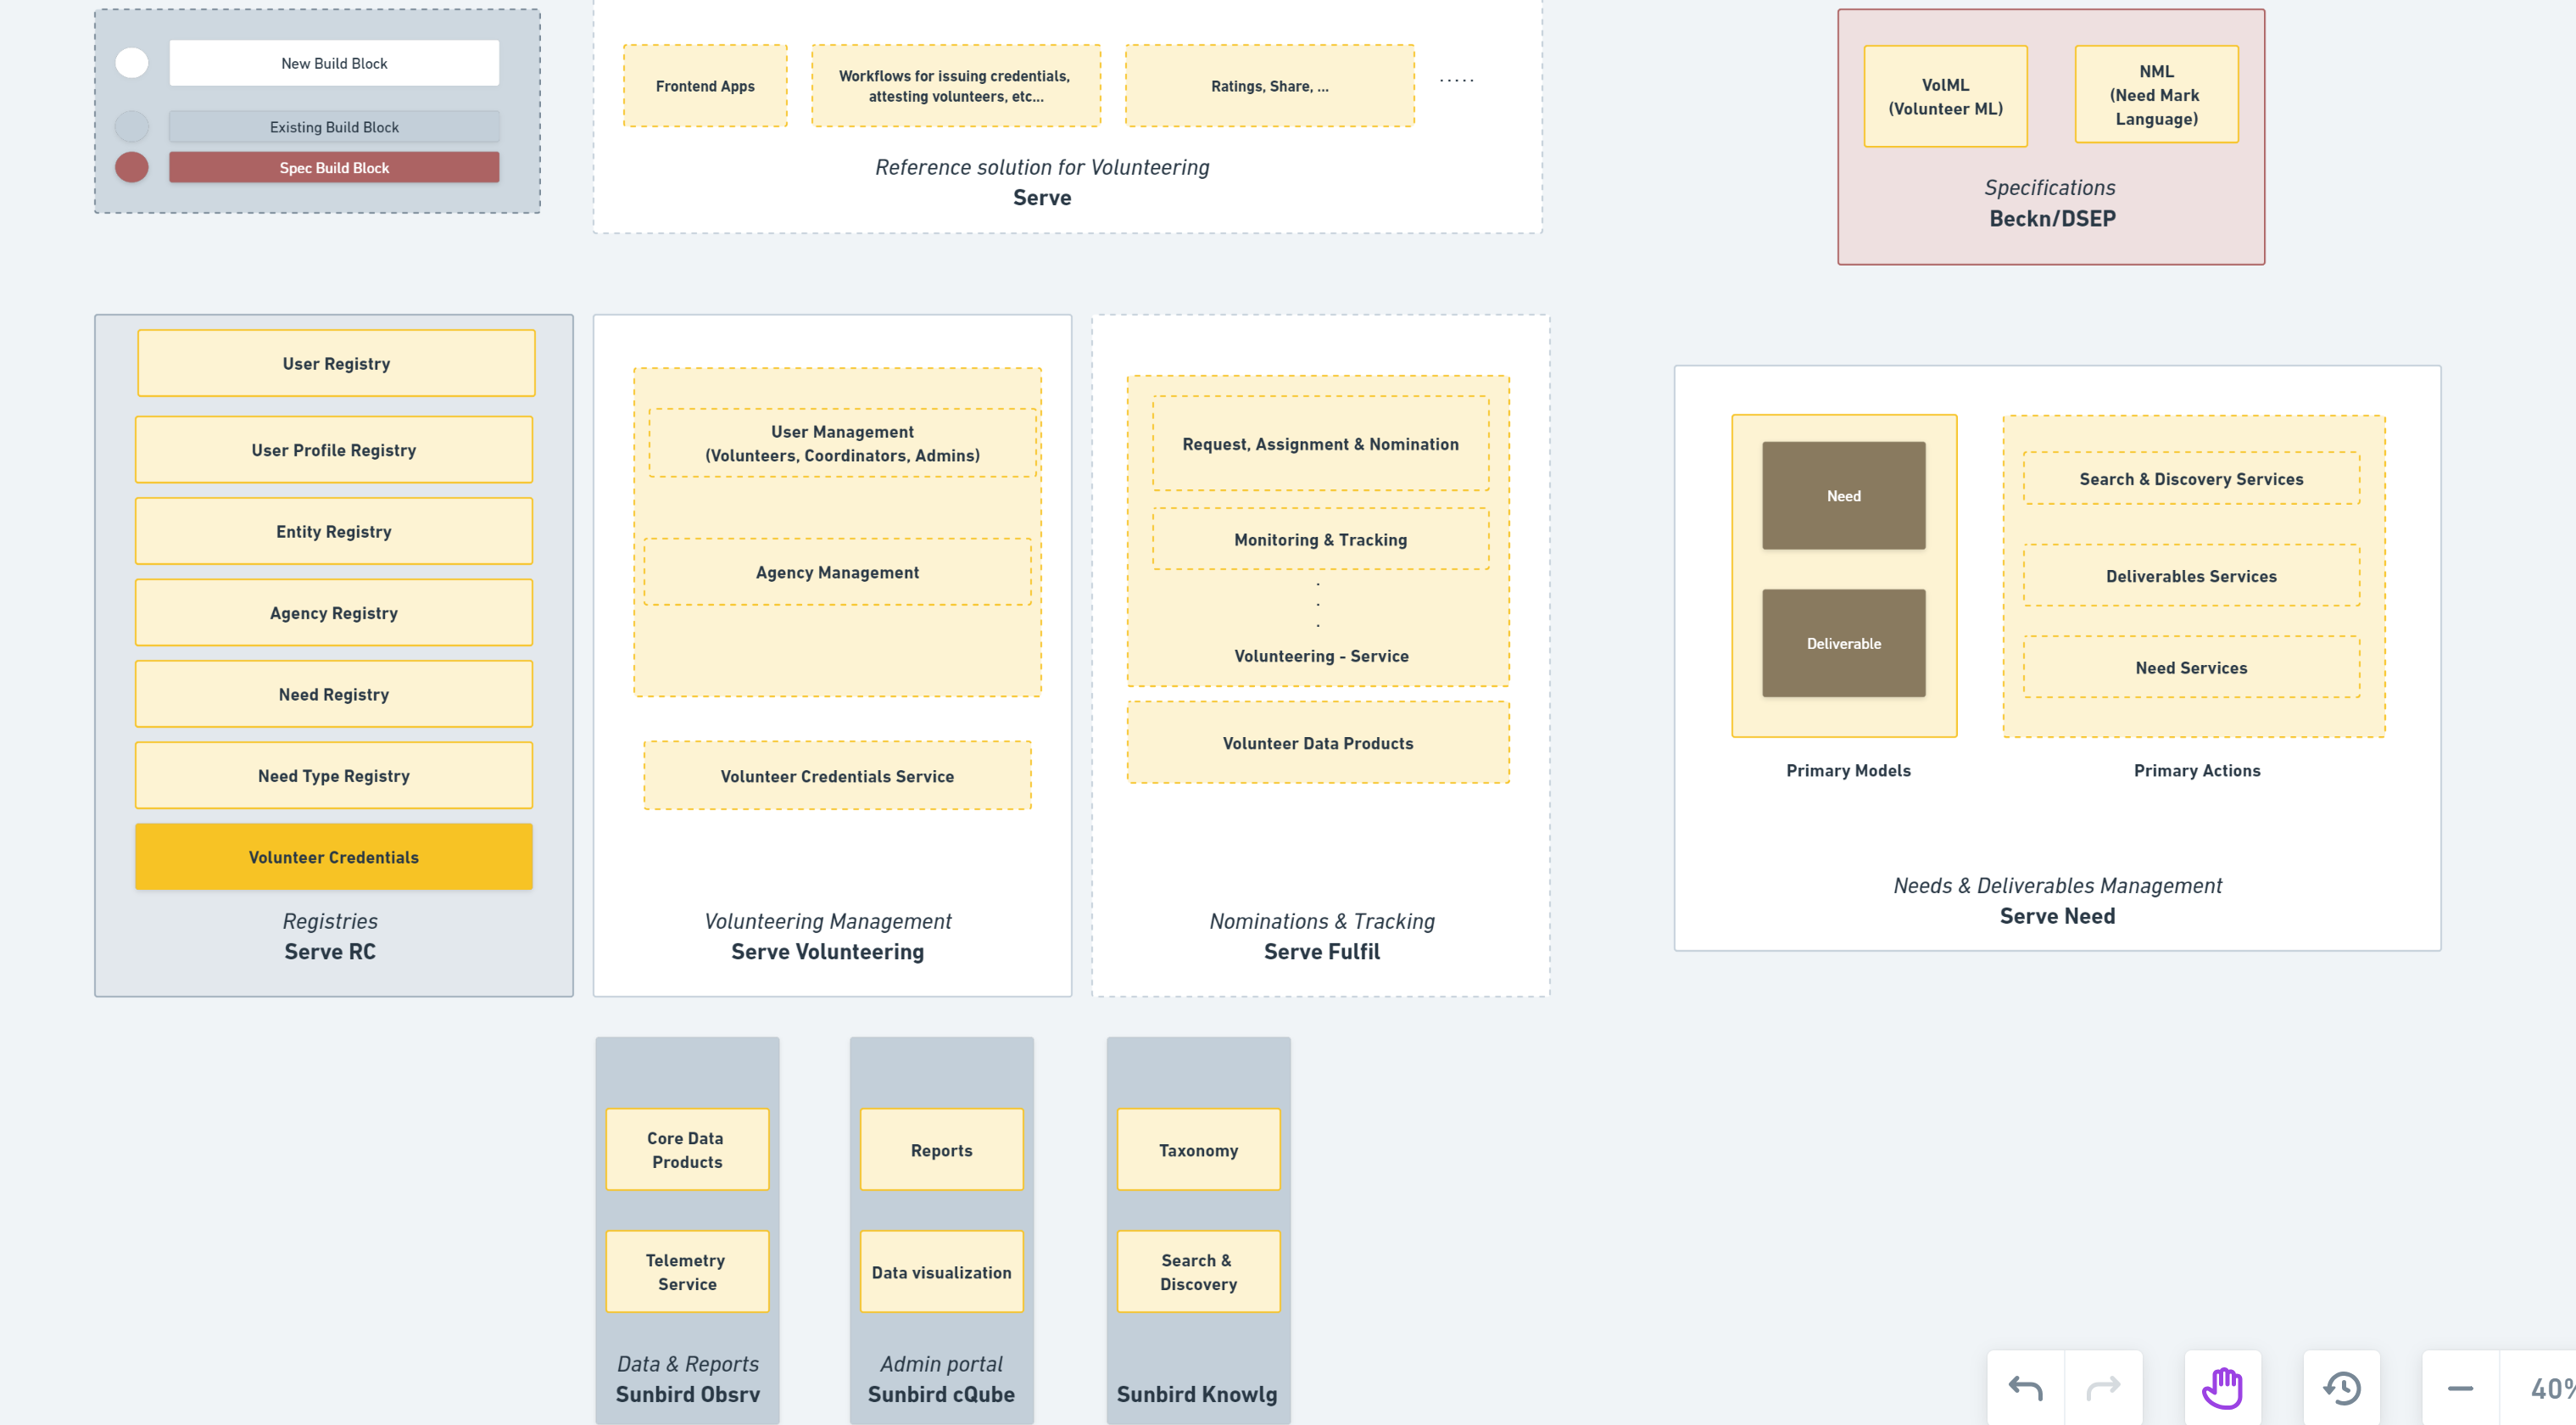 New Build Block
Existing Build Block
Spec Build Block
Frontend Apps
Workflows for issuing credentials,
attesting volunteers, etc...
Ratings, Share, ...
.....
Reference solution for Volunteering
Serve
VolML
(Volunteer ML)
NML
(Need Mark
Language)
Specifications
Beckn/DSEP
User Registry
User Profile Registry
Entity Registry
Agency Registry
Need Registry
Need Type Registry
Volunteer Credentials
Registries
Serve RC
User Management
(Volunteers, Coordinators, Admins)
Agency Management
Volunteer Credentials Service
Volunteering Management
Serve Volunteering
Request, Assignment & Nomination
Monitoring & Tracking
.
.
.
Volunteering - Service
Volunteer Data Products
Nominations & Tracking
Serve Fulfil
Need
Deliverable
Primary Models
Search & Discovery Services
Deliverables Services
Need Services
Primary Actions
Needs & Deliverables Management
Serve Need
Core Data
Products
Telemetry
Service
Data & Reports
Sunbird Obsrv
Reports
Data visualization
Admin portal
Sunbird cQube
Taxonomy
Search &
Discovery
Sunbird Knowlg
40%